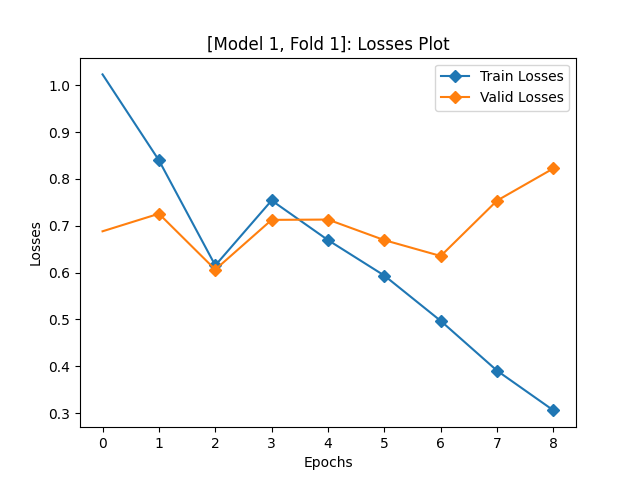 [Model 1, Fold 1]: Losses Plot
Train Losses
Valid Losses
Losses
1.0
0.9
0.8
0.7
0.6
0.5
0.4
0.3
0 1 2 3 4 5 6 7 8
Epochs